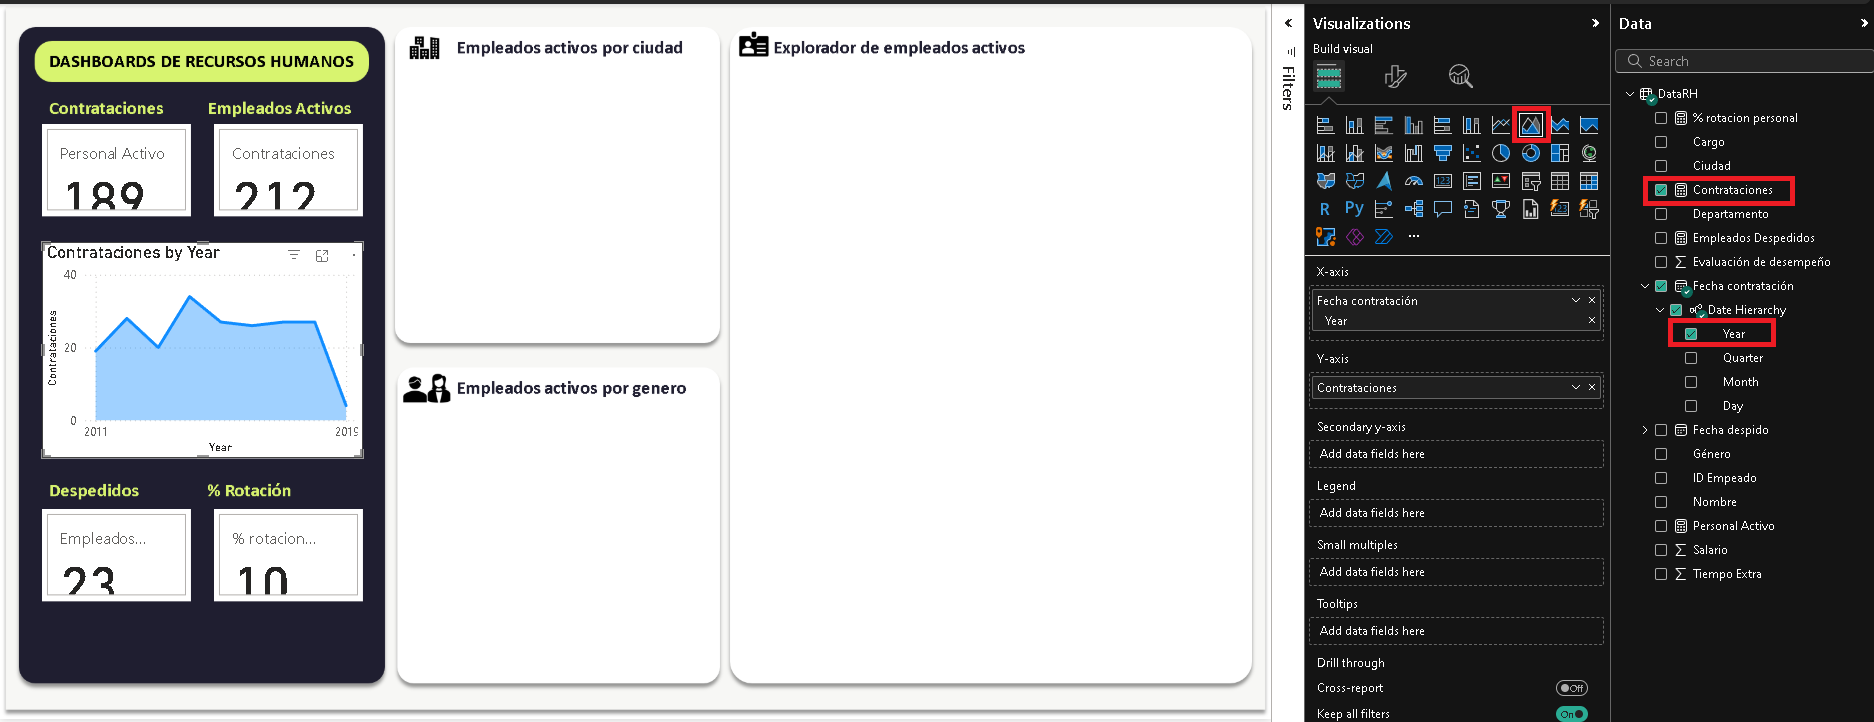 DASHBOARDS DE RECURSOS HUMANOS
Contrataciones
Empleados Activos
Personal Activo
189
Contrataciones
212
Contrataciones by Year
40
20
0
Contrataciones
2011
2019
Year
Despedidos
% Rotación
Empleados...
23
% rotacion...
10
Empleados activos por ciudad
Empleados activos por genero
Explorador de empleados activos
Filters
Visualizations
Build visual
123
R
Py
123
X-axis
Fecha contratación
Year
Y-axis
Contrataciones
Secondary y-axis
Add data fields here
Legend
Add data fields here
Small multiples
Add data fields here
Tooltips
Add data fields here
Drill through
Cross-report
Off
Keep all filters
On
Data
Search
DataRH
% rotacion personal
Cargo
Ciudad
Contrataciones
Departamento
Empleados Despedidos
Evaluación de desempeño
Fecha contratación
Date Hierarchy
Year
Quarter
Month
Day
Fecha despido
Género
ID Empeado
Nombre
Personal Activo
Salario
Tiempo Extra